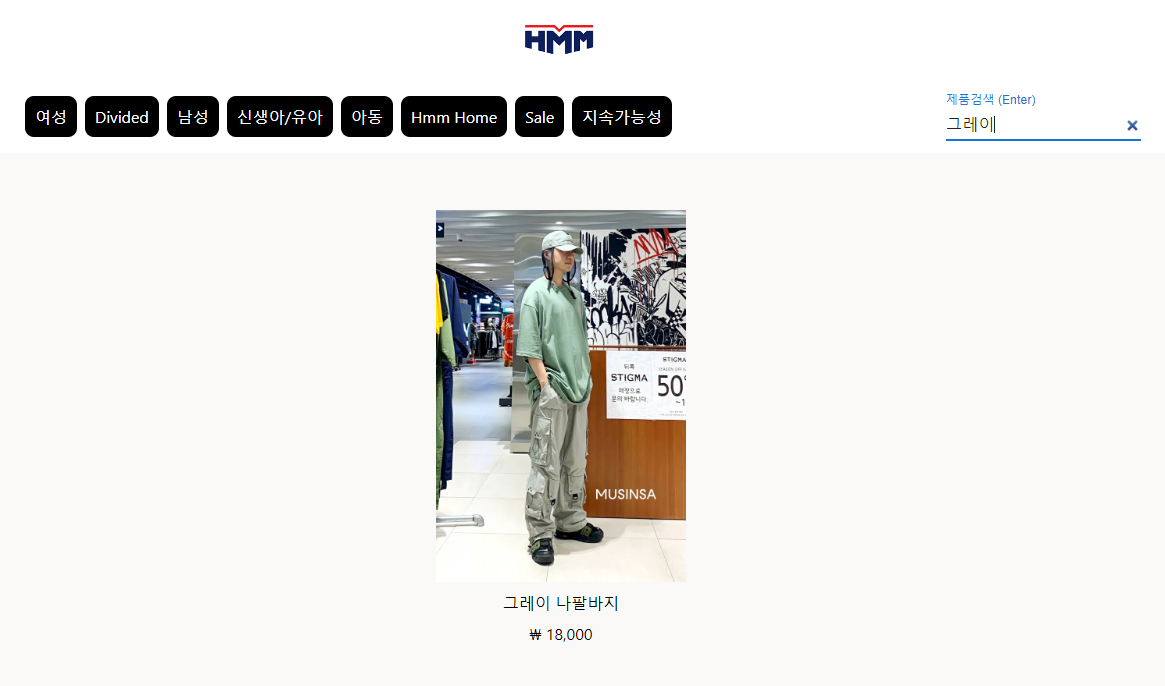 HMM
여성 Divided 남성 신생아/유아 아동 Hmm Home Sale 지속가능성
제품검색 (Enter)
그레이
뒤쪽
STIGMA
매장으로
문의 바랍니다
STIGMA
50
MUSINSA
그레이 나팔바지
₩ 18,000